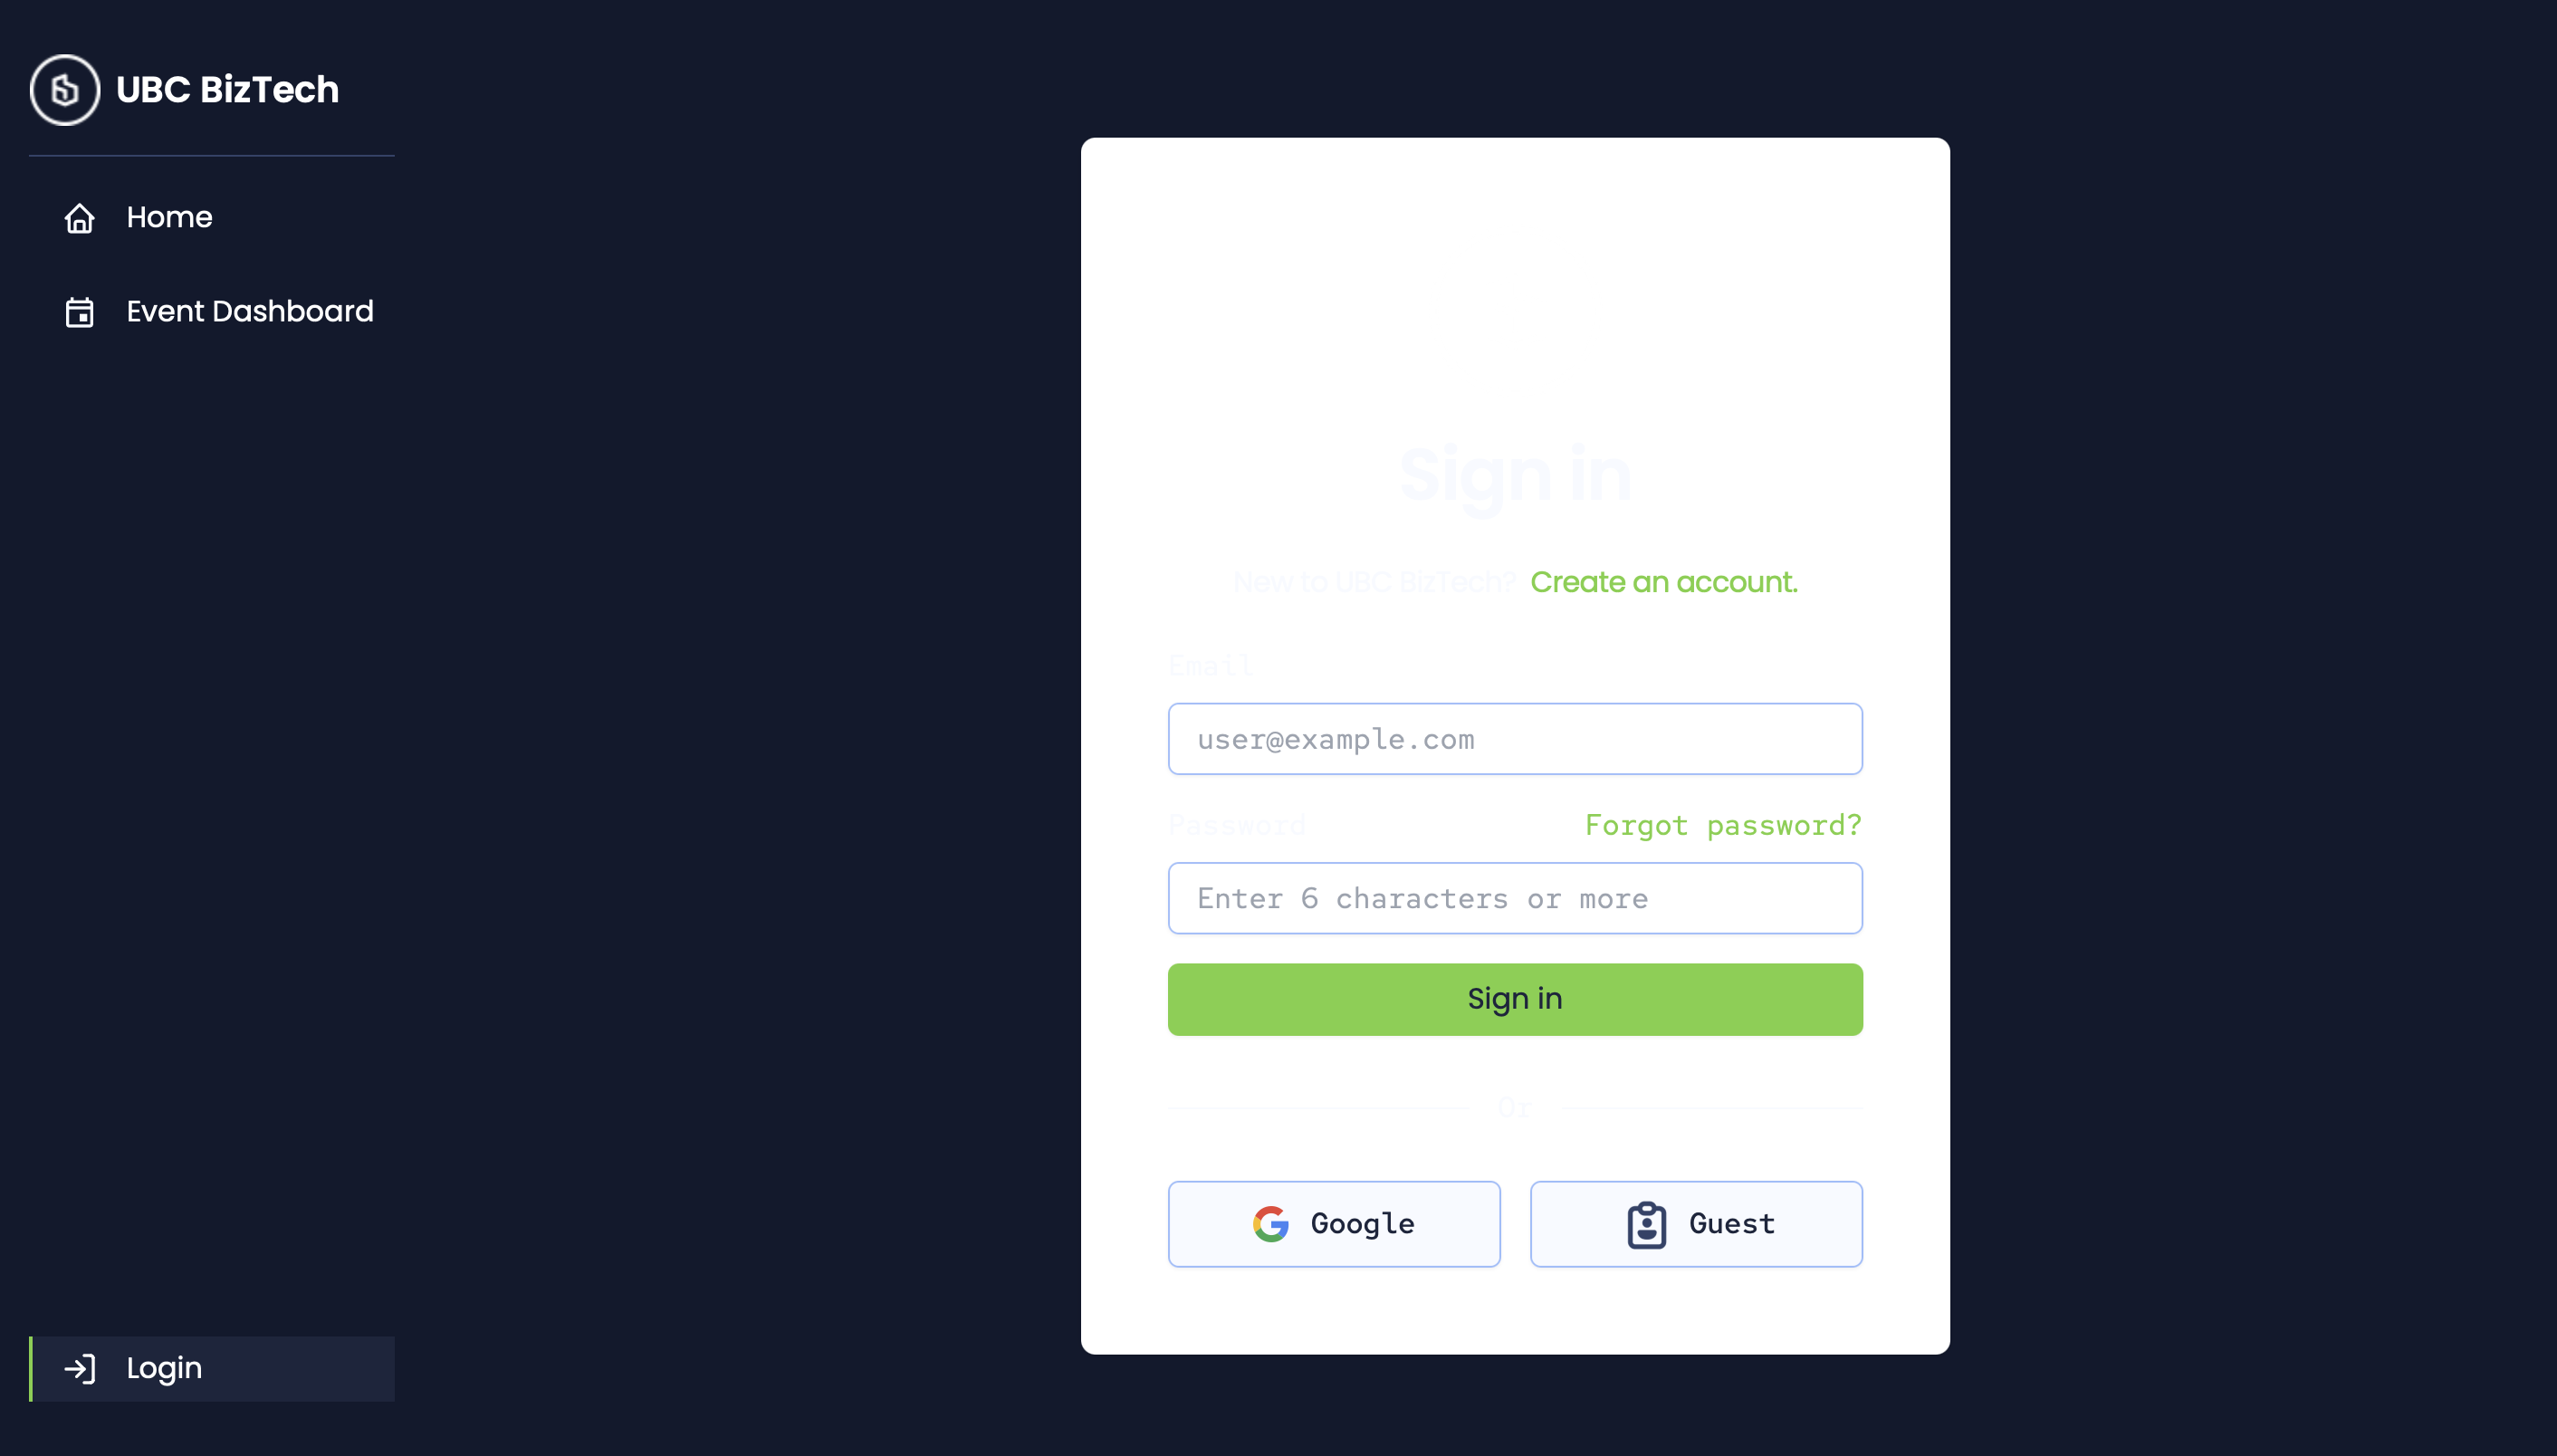 UBC BizTech
Home
Event Dashboard
Login
Sign in
New to UBC BizTech? Create an account.
Email
user@example.com
Password Forgot password?
Enter 6 characters or more
Sign in
Or
Google Guest